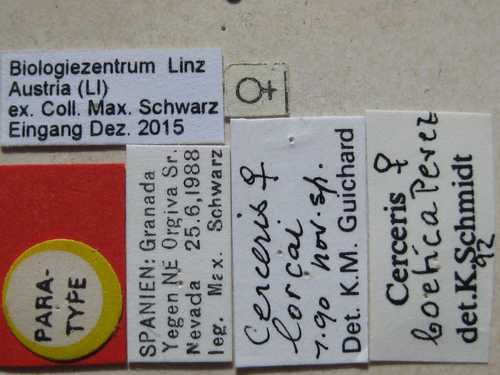 Biologiezentrum Linz
Austria (LI)
ex. Coll. Max. Schwarz
Eingang Dez. 2015
♀
PARA-
TYPE
SPANIEN: Granada
Yegen NE Orgiva Sr.
Nevada 25.6,1988
leg. Max. Schwarz
Cerceris ♀
lorçai
7.90 nov. sp.
Det. K.M. Guichard
Cerceris ♀
boetica Perez
det. K. Schmidt
92